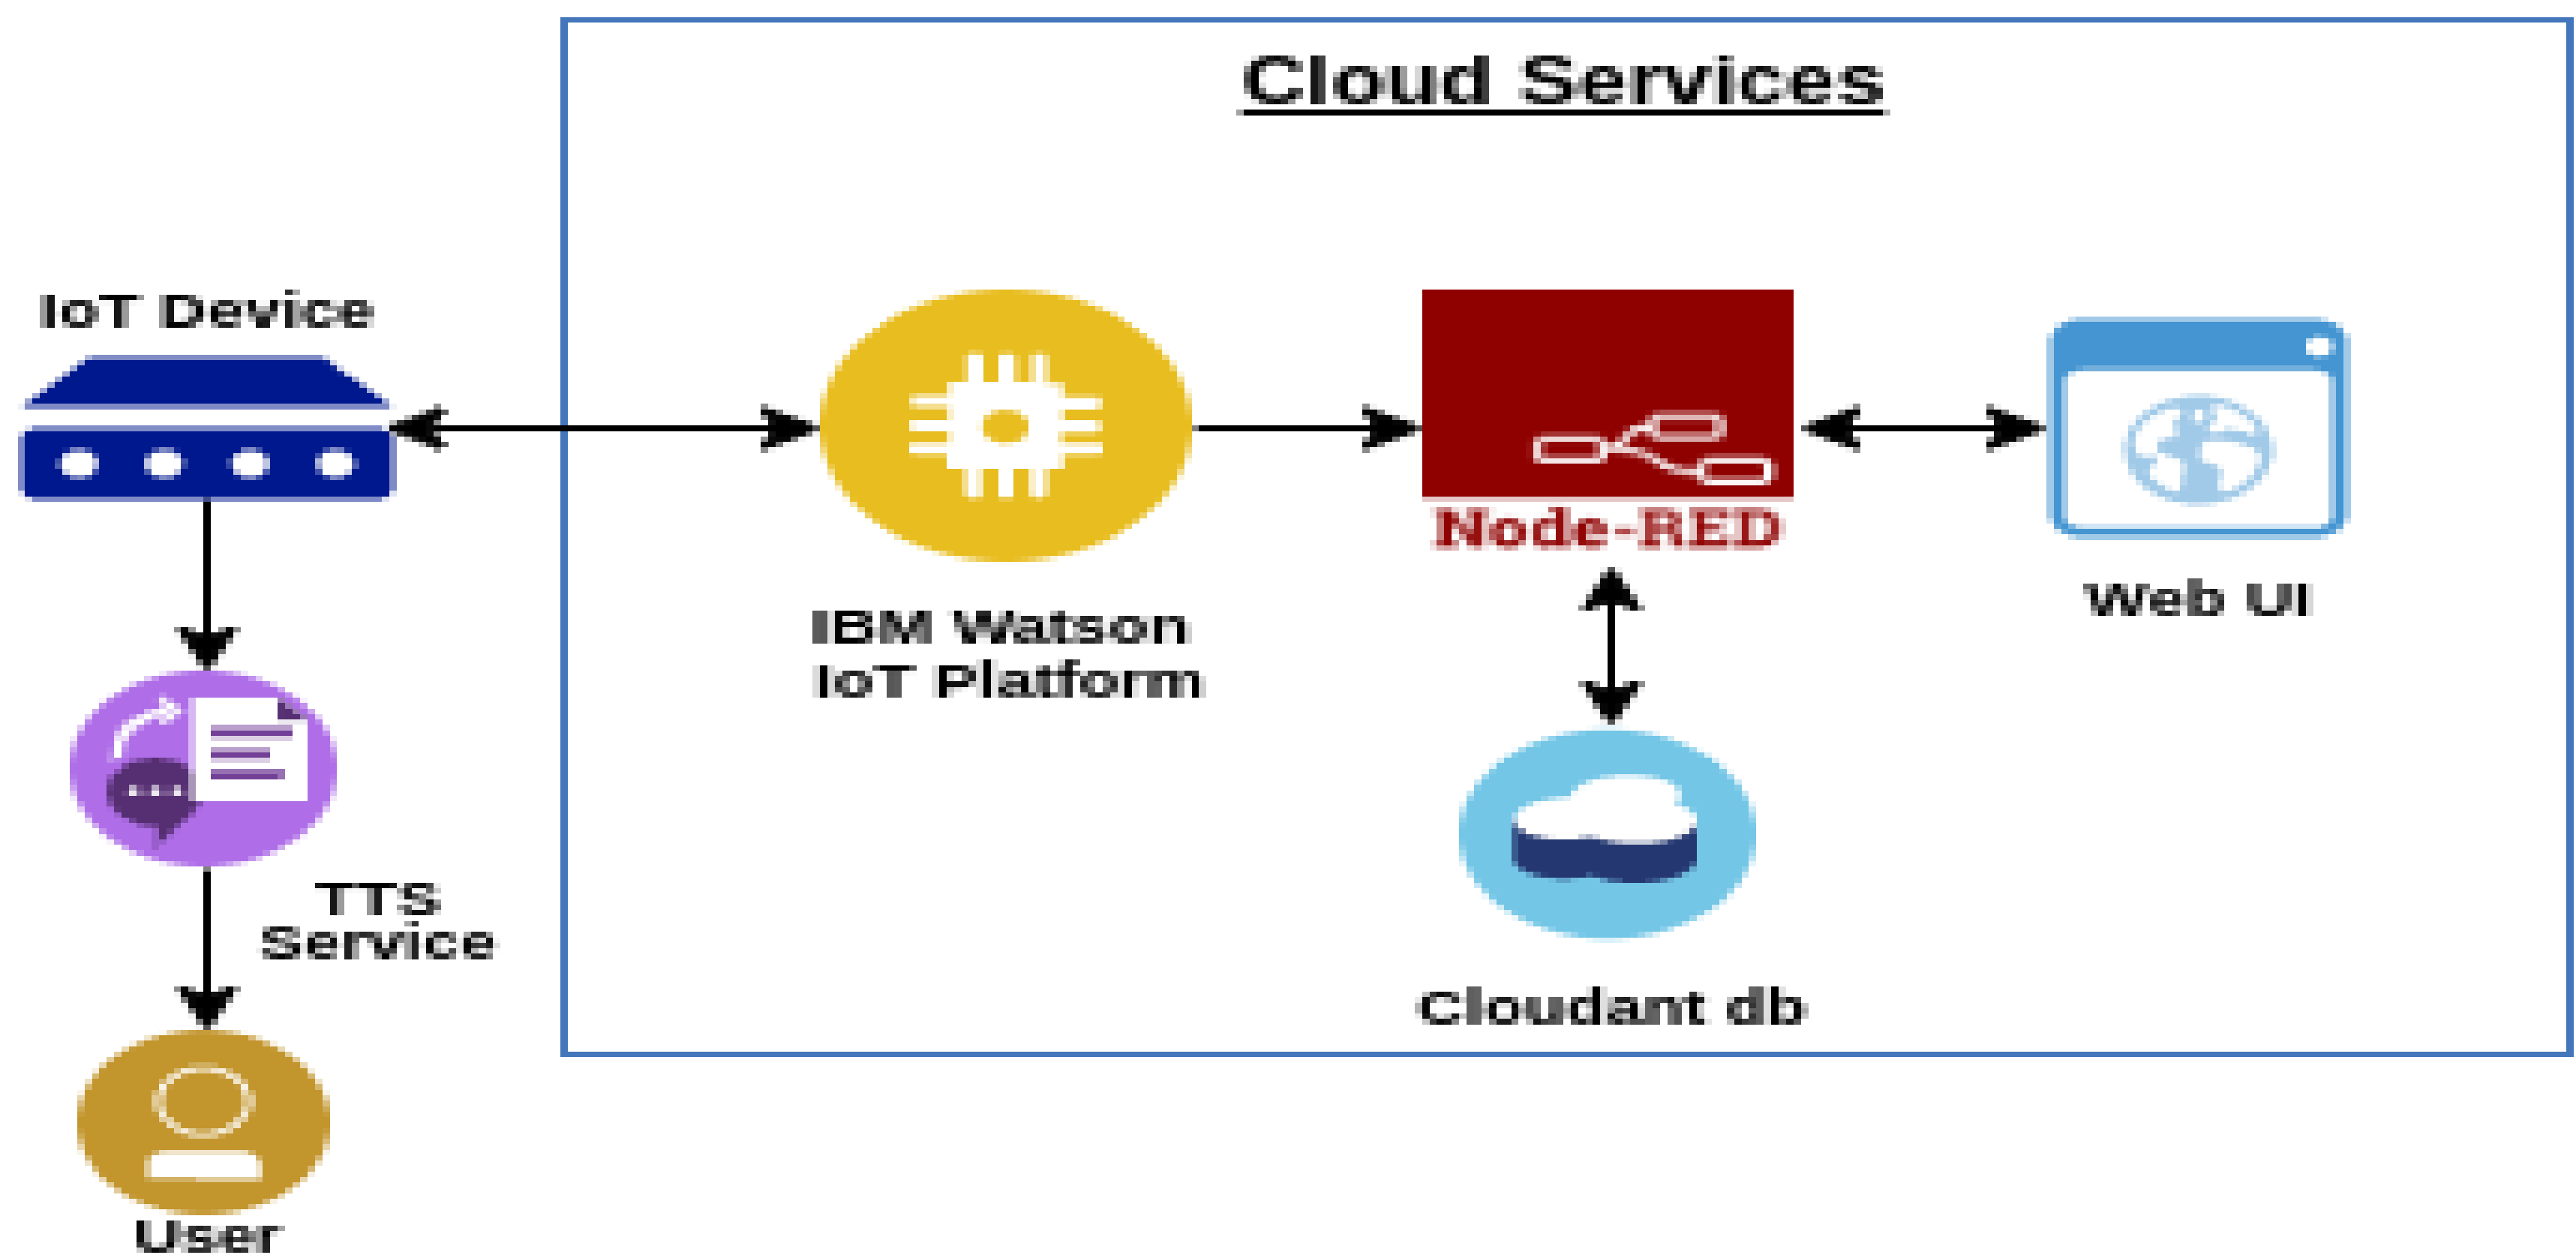 Cloud Services
IoT Device
Node-RED
IBM Watson
IoT Platform
Web UI
TTS
Service
Cloudant db
User